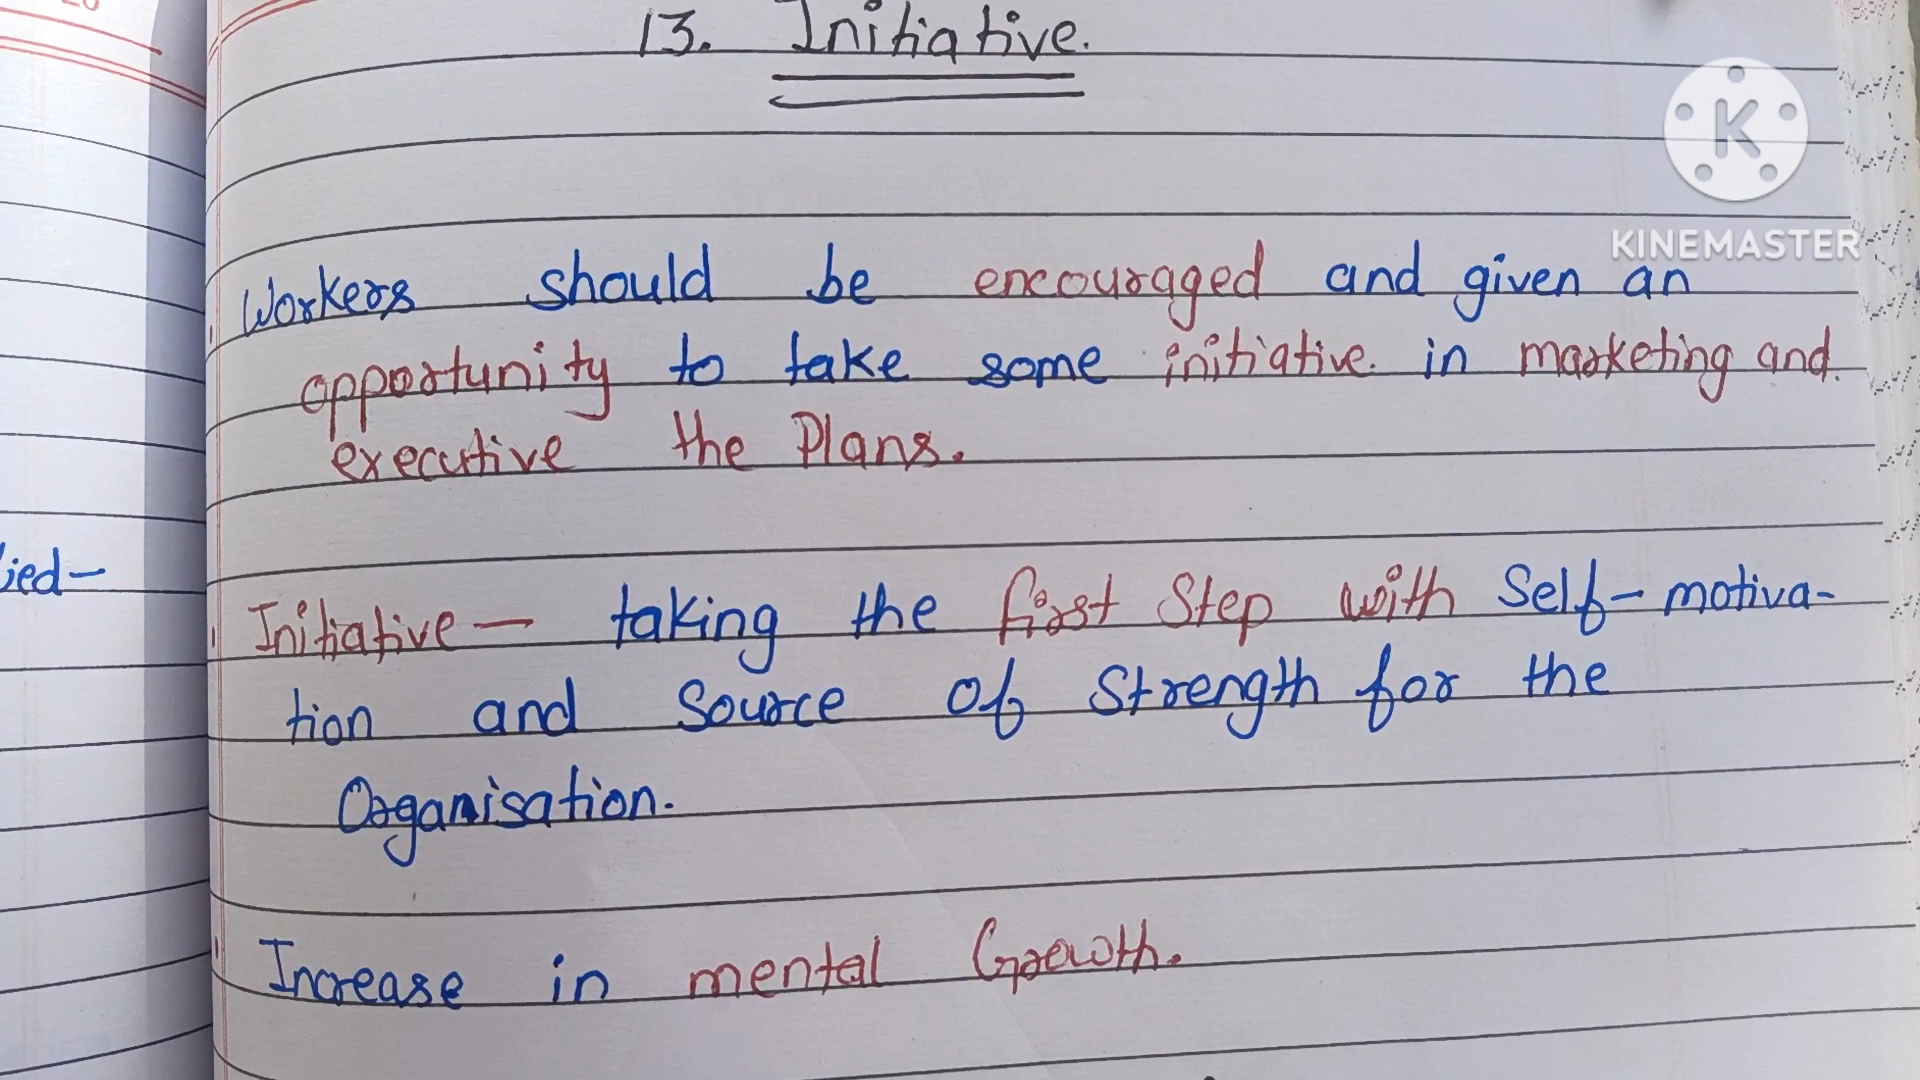 13. Initiative.
K
KINEMASTER
Workers should be encouraged and given an
opportunity to take some initiative. in marketing and.
executive the Plans.
ied-
Initiative - taking the first Step with Self-motiva-
tion and Source of Strength for the
Organisation.
Increase in mental Growth.